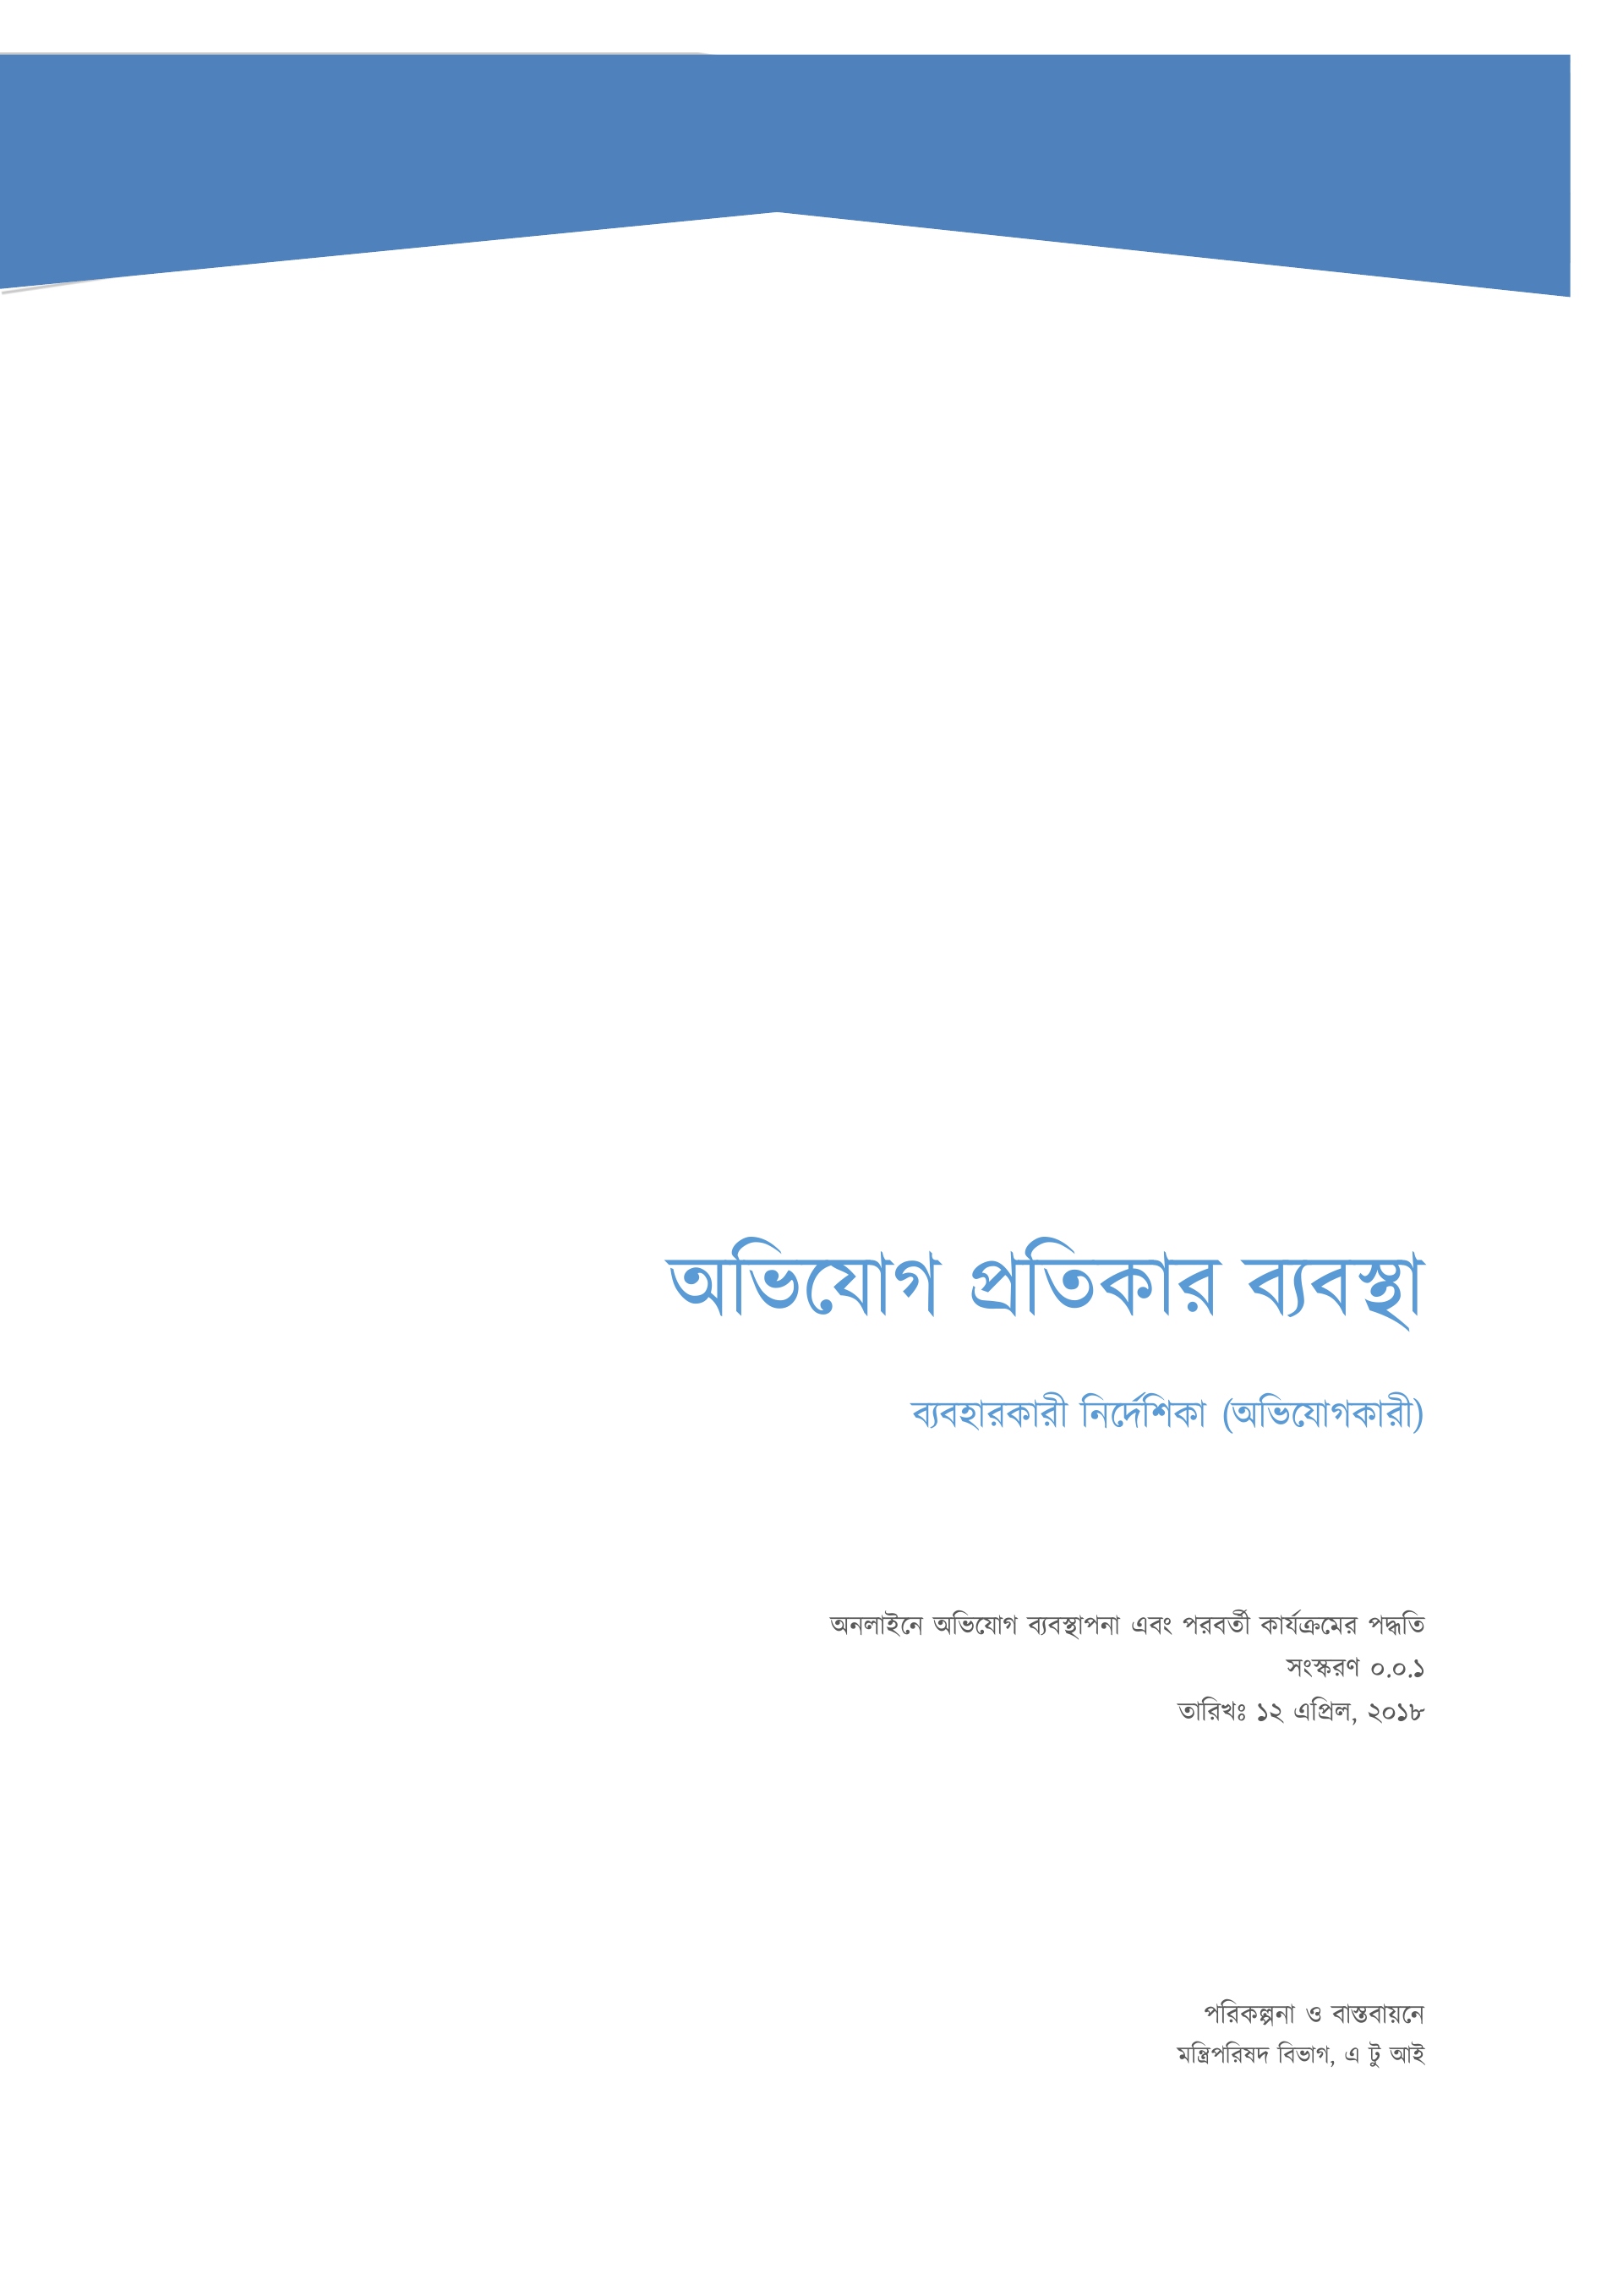 অভিযোগ প্রতিকার ব্যবস্থা
ব্যবহারকারী নির্দেশিকা (অভিযোগকারী)
অনলাইনে অভিযোগ ব্যবস্থাপনা এবং পরবর্তী কার্যক্রমের পদ্ধতি
সংস্করণ ০.০.১
তারিখঃ ১২ এপ্রিল, ২০১৮
পরিকল্পনা ও বাস্তবায়নে
মন্ত্রিপরিষদ বিভাগ, এ টু আই